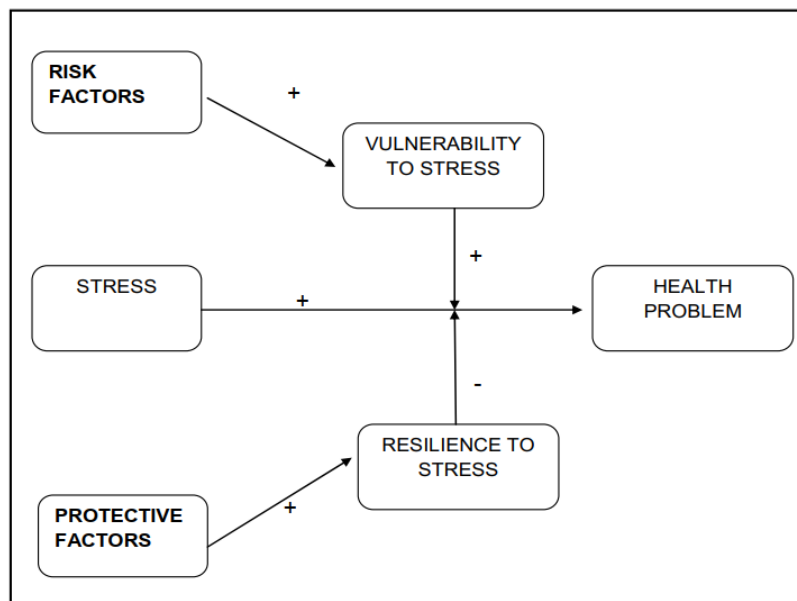 RISK
FACTORS
+
VULNERABILITY
TO STRESS
+
STRESS
+
HEALTH
PROBLEM
-
RESILIENCE TO
STRESS
+
PROTECTIVE
FACTORS